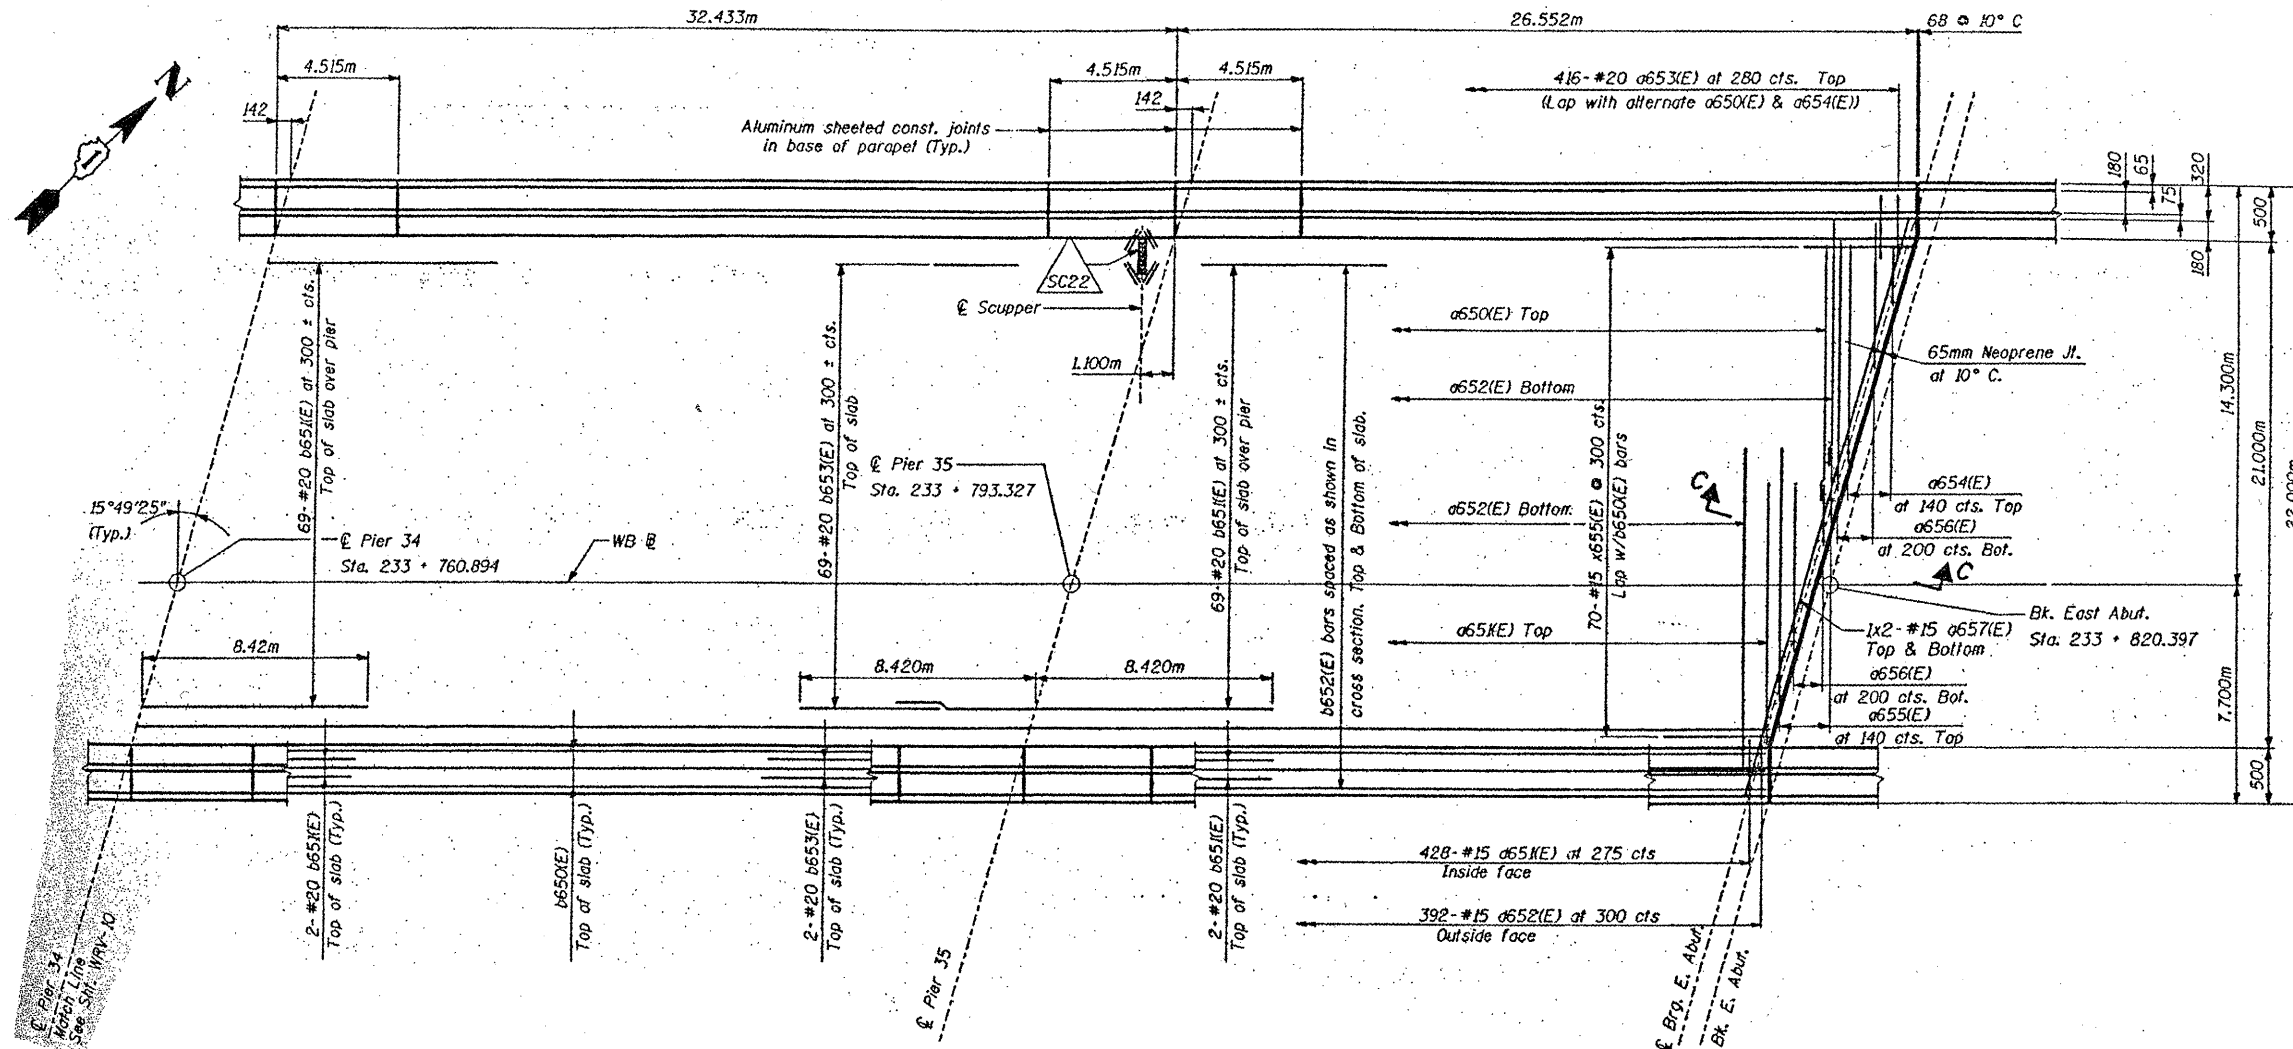 32.433m
26.552m
68 @ 10° C
4.515m
4.515m
4.515m
416-#20 a653(E) at 280 cts. Top
(Lap with alternate a650(E) & a654(E))
N
142
142
Aluminum sheeted const. joints
in base of parapet (Typ.)
180
65
75
320
500
180
SC22
℄ Scupper
a650(E) Top
1.100m
65mm Neoprene Jt.
at 10° C.
a652(E) Bottom
14.300m
21.000m
69-#20 b651(E) at 300 ± cts.
Top of slab over pier
69-#20 b653(E) at 300 ± cts.
Top of slab
69-#20 b651(E) at 300 ± cts.
Top of slab over pier
b652(E) bars spaced as shown in
cross section. Top & Bottom of slab.
70-#15 x655(E) @ 300 cts.
Lap w/b650(E) bars
℄ Pier 35
Sta. 233 + 793.327
C
a654(E)
at 140 cts. Top
a652(E) Bottom
a656(E)
at 200 cts. Bot.
15°49'25"
(Typ.)
℄ Pier 34
Sta. 233 + 760.894
WB ℄
C
Bk. East Abut.
Sta. 233 + 820.397
1x2-#15 a657(E)
Top & Bottom
a651(E) Top
8.42m
8.420m
8.420m
a656(E)
at 200 cts. Bot.
a655(E)
at 140 cts. Top
7.700m
500
2-#20 b651(E)
Top of slab (Typ.)
b650(E)
Top of slab (Typ.)
2-#20 b653(E)
Top of slab (Typ.)
2-#20 b651(E)
Top of slab (Typ.)
428-#15 d651(E) at 275 cts
Inside face
392-#15 d652(E) at 300 cts
Outside face
℄ Pier 34
Match Line
See Sht. WRV-10
℄ Pier 35
℄ Brg. E. Abut.
Bk. E. Abut.